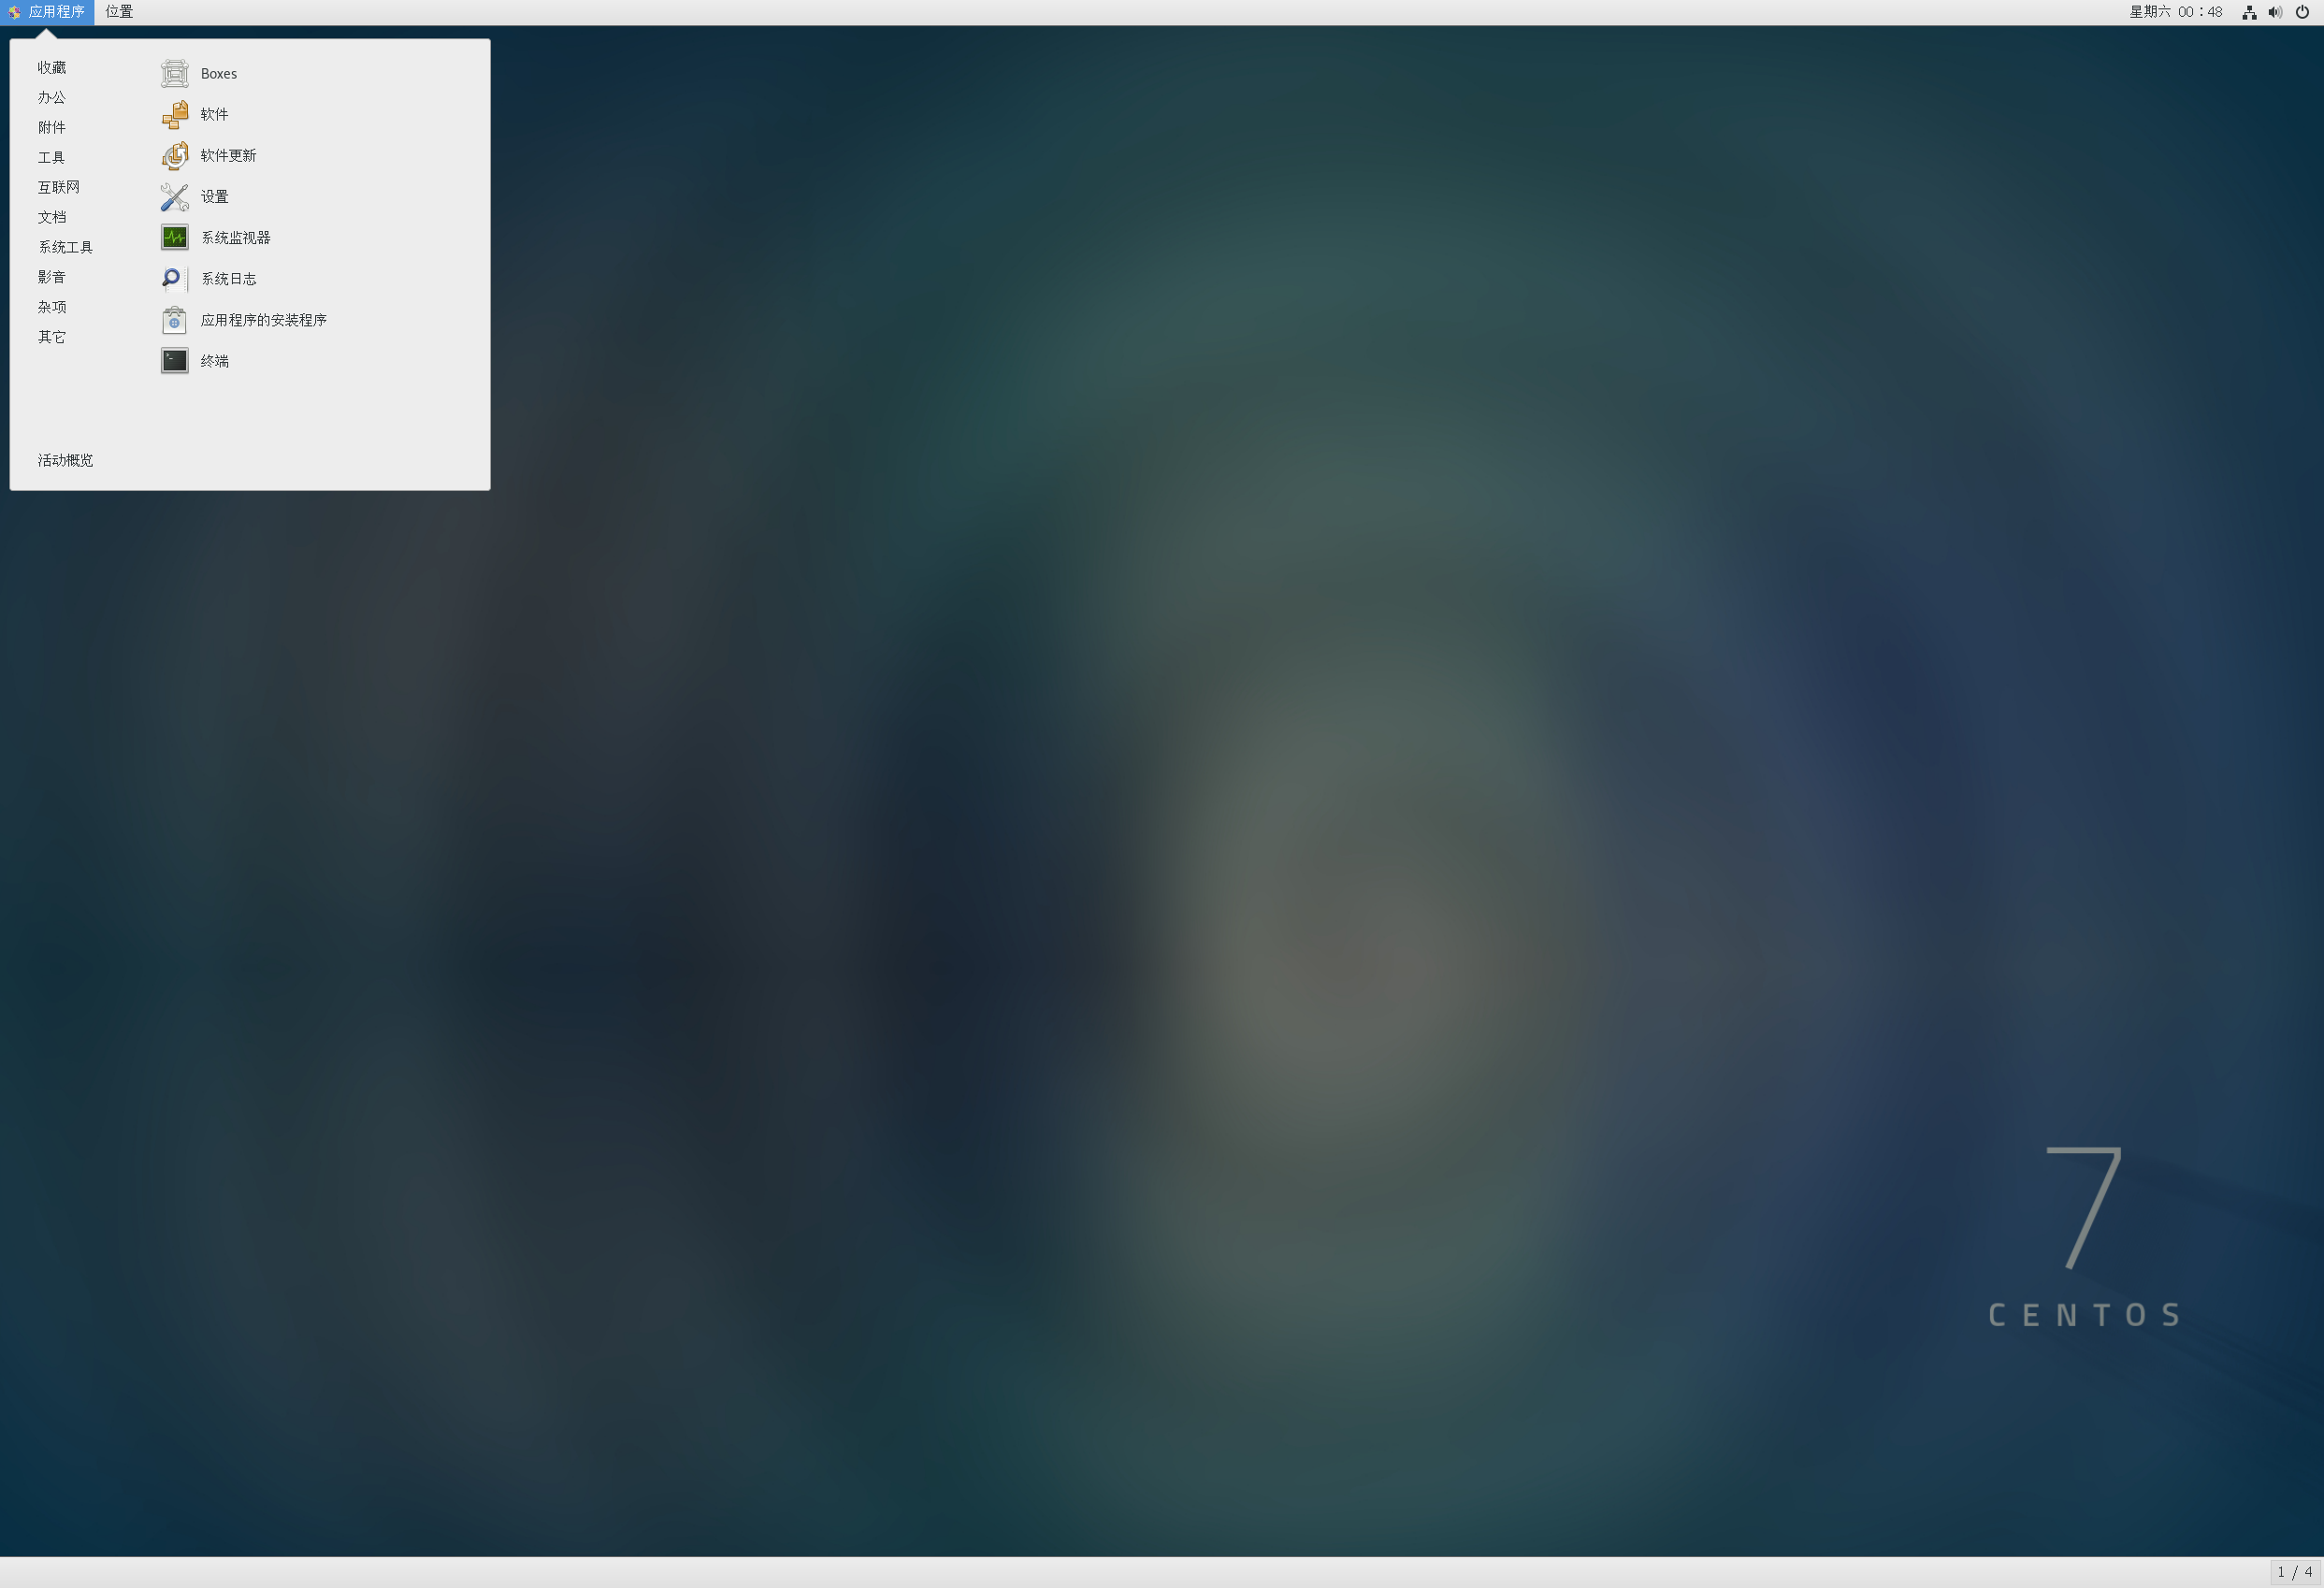 应用程序 位置 星期六 00：48
收藏
办公
附件
工具
互联网
文档
系统工具
影音
杂项
其它
活动概览
Boxes
软件
软件更新
设置
系统监视器
系统日志
应用程序的安装程序
终端
7
CENTOS
1 / 4